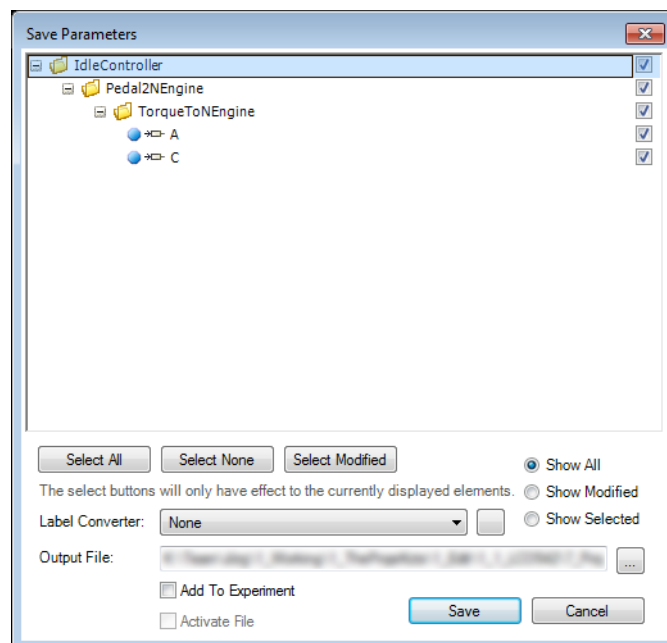 Save Parameters
IdleController
Pedal2NEngine
TorqueToNEngine
A
C
Select All Select None Select Modified
Show All
The select buttons will only have effect to the currently displayed elements.
Show Modified
Label Converter: None
Show Selected
Output File: ...
Add To Experiment
Activate File
Save Cancel